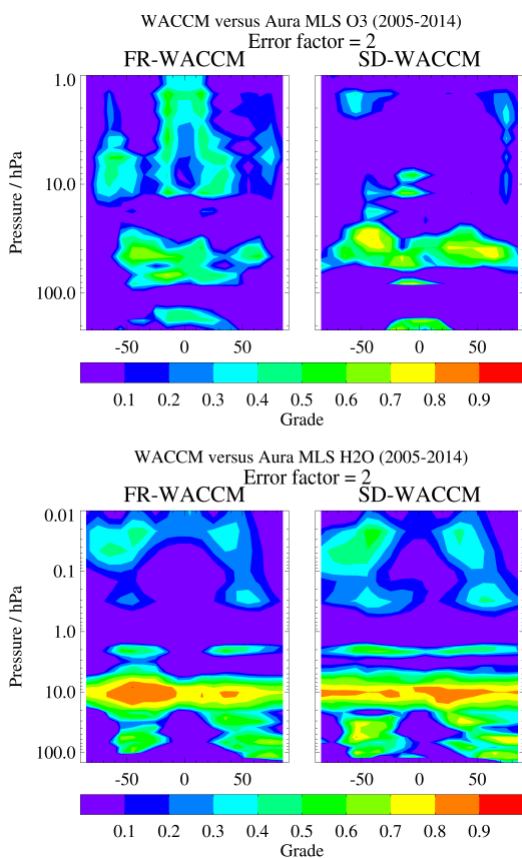 WACCM versus Aura MLS O3 (2005-2014)
Error factor = 2
FR-WACCM SD-WACCM
1.0
10.0
100.0
Pressure / hPa
-50 0 50 -50 0 50
0.1 0.2 0.3 0.4 0.5 0.6 0.7 0.8 0.9
Grade
WACCM versus Aura MLS H2O (2005-2014)
Error factor = 2
FR-WACCM SD-WACCM
0.01
0.1
1.0
10.0
100.0
Pressure / hPa
-50 0 50 -50 0 50
0.1 0.2 0.3 0.4 0.5 0.6 0.7 0.8 0.9
Grade